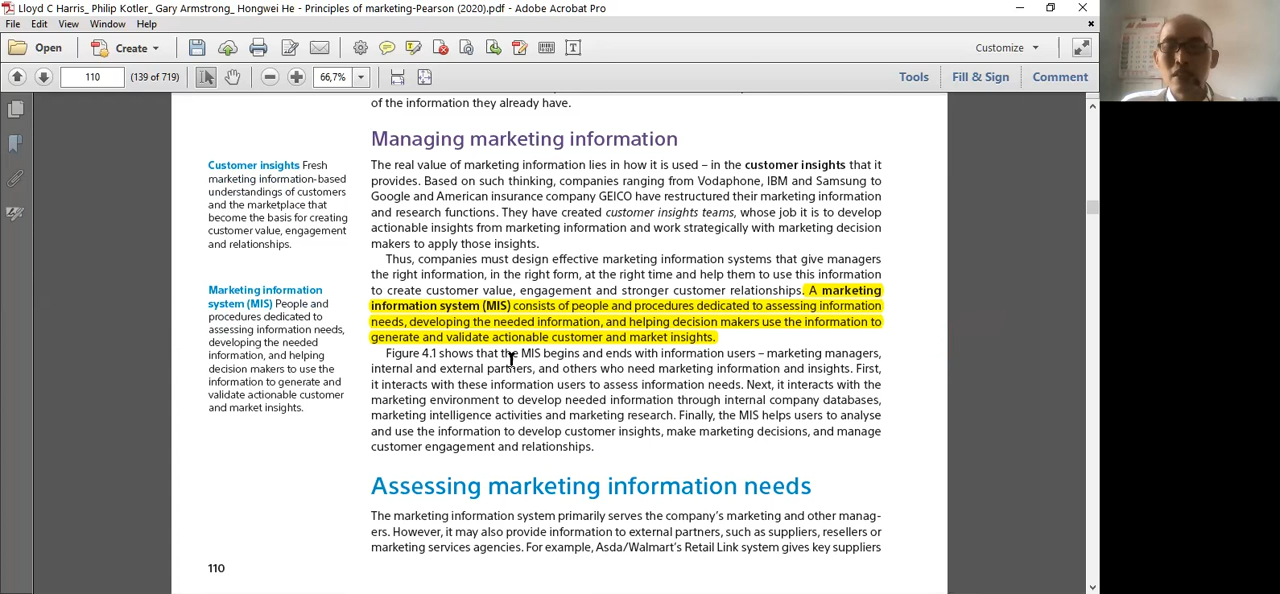 Lloyd C Harris_ Philip Kotler_ Gary Armstrong_ Hongwei He - Principles of marketing-Pearson (2020).pdf - Adobe Acrobat Pro
File Edit View Window Help
Open Create Customize
110 (139 of 719) 66,7% Tools Fill & Sign Comment
of the information they already have.
Managing marketing information
Customer insights Fresh
marketing information-based
understandings of customers
and the marketplace that
become the basis for creating
customer value, engagement
and relationships.
The real value of marketing information lies in how it is used – in the customer insights that it
provides. Based on such thinking, companies ranging from Vodaphone, IBM and Samsung to
Google and American insurance company GEICO have restructured their marketing information
and research functions. They have created customer insights teams, whose job it is to develop
actionable insights from marketing information and work strategically with marketing decision
makers to apply those insights.
Thus, companies must design effective marketing information systems that give managers
the right information, in the right form, at the right time and help them to use this information
to create customer value, engagement and stronger customer relationships. A marketing
information system (MIS) consists of people and procedures dedicated to assessing information
needs, developing the needed information, and helping decision makers use the information to
generate and validate actionable customer and market insights.
Marketing information
system (MIS) People and
procedures dedicated to
assessing information needs,
developing the needed
information, and helping
decision makers to use the
information to generate and
validate actionable customer
and market insights.
Figure 4.1 shows that the MIS begins and ends with information users – marketing managers,
internal and external partners, and others who need marketing information and insights. First,
it interacts with these information users to assess information needs. Next, it interacts with the
marketing environment to develop needed information through internal company databases,
marketing intelligence activities and marketing research. Finally, the MIS helps users to analyse
and use the information to develop customer insights, make marketing decisions, and manage
customer engagement and relationships.
Assessing marketing information needs
The marketing information system primarily serves the company's marketing and other manag-
ers. However, it may also provide information to external partners, such as suppliers, resellers or
marketing services agencies. For example, Asda/Walmart's Retail Link system gives key suppliers
110